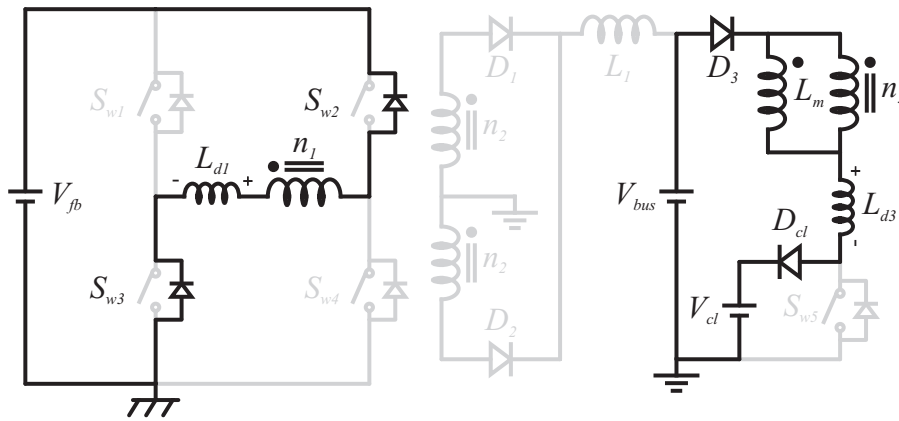 S_w1
S_w2
D_1
L_1
D_3
L_m
n_2
L_d1
n_1
- +
V_fb
V_bus
+
L_d3
-
n_2
D_cl
S_w3
S_w4
V_cl
S_w5
D_2